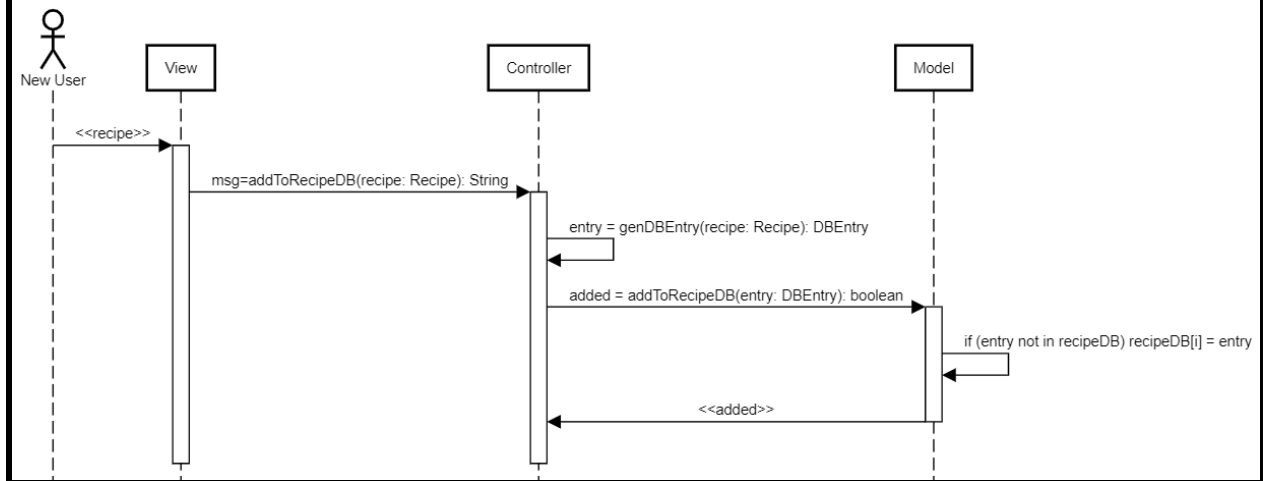 New User
View
Controller
Model
<<recipe>>
msg=addToRecipeDB(recipe: Recipe): String
entry = genDBEntry(recipe: Recipe): DBEntry
added = addToRecipeDB(entry: DBEntry): boolean
if (entry not in recipeDB) recipeDB[i] = entry
<<added>>